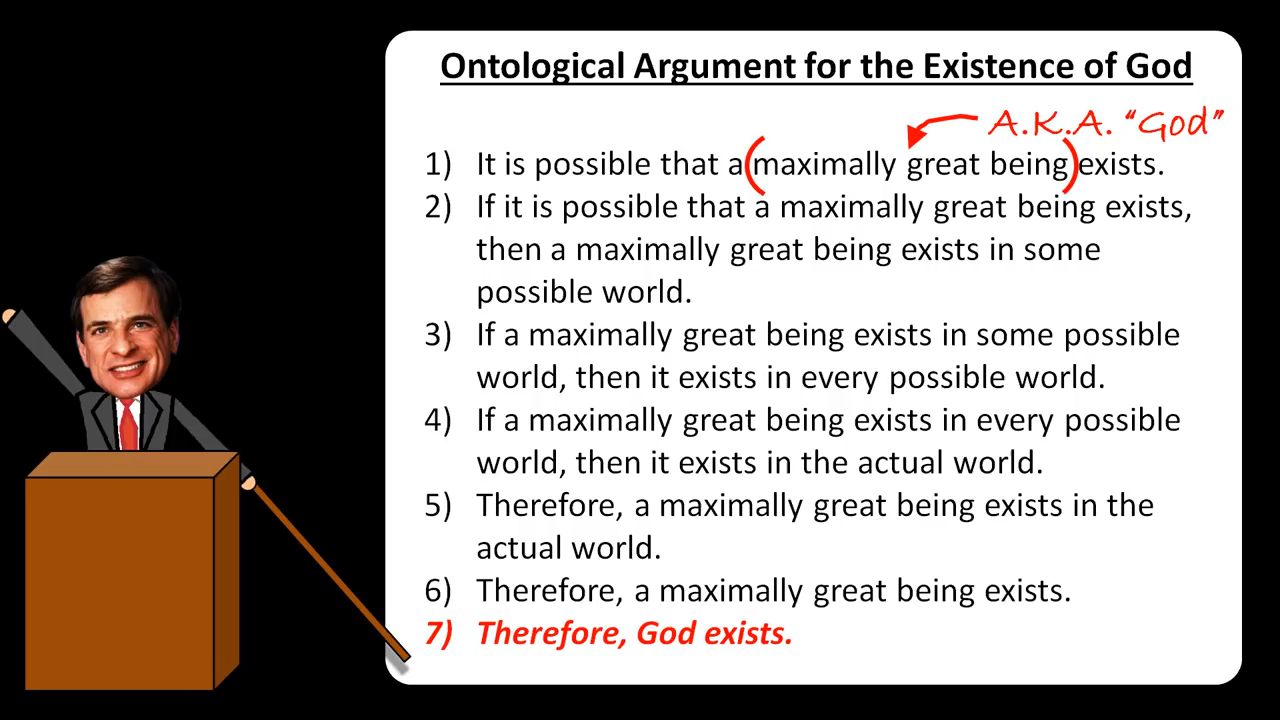 Ontological Argument for the Existence of God
A.K.A. “God”
1) It is possible that a (maximally great being) exists.
2) If it is possible that a maximally great being exists,
then a maximally great being exists in some
possible world.
3) If a maximally great being exists in some possible
world, then it exists in every possible world.
4) If a maximally great being exists in every possible
world, then it exists in the actual world.
5) Therefore, a maximally great being exists in the
actual world.
6) Therefore, a maximally great being exists.
7) Therefore, God exists.